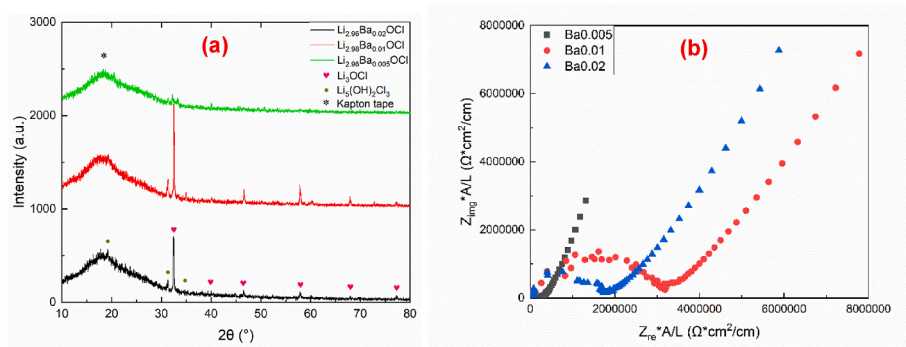 3000
2000
1000
0
Intensity (a.u.)
10 20 30 40 50 60 70 80
2θ (°)
(a)
Li₂.₉₆Ba₀.₀₂OCl
Li₂.₉₈Ba₀.₀₁OCl
Li₂.₉₉Ba₀.₀₀₅OCl
♥ Li₃OCl
● Li₅(OH)₂Cl₃
* Kapton tape
*
8000000
6000000
4000000
2000000
0
Z_img*A/L (Ω*cm²/cm)
0 2000000 4000000 6000000 8000000
Z_re*A/L (Ω*cm²/cm)
■ Ba0.005
● Ba0.01
▲ Ba0.02
(b)